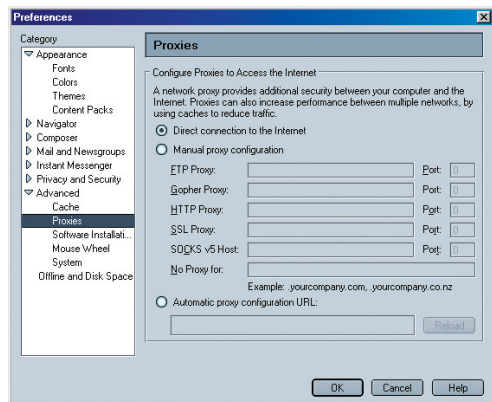 Preferences
Category
Appearance
Fonts
Colors
Themes
Content Packs
Navigator
Composer
Mail and Newsgroups
Instant Messenger
Privacy and Security
Advanced
Cache
Proxies
Software Installati...
Mouse Wheel
System
Offline and Disk Space
Proxies
Configure Proxies to Access the Internet
A network proxy provides additional security between your computer and the
Internet. Proxies can also increase performance between multiple networks, by
using caches to reduce traffic.
Direct connection to the Internet
Manual proxy configuration
FTP Proxy: Port: 0
Gopher Proxy: Port: 0
HTTP Proxy: Port: 0
SSL Proxy: Port: 0
SOCKS v5 Host: Port: 0
No Proxy for:
Example: .yourcompany.com, .yourcompany.co.nz
Automatic proxy configuration URL:
Reload
OK Cancel Help